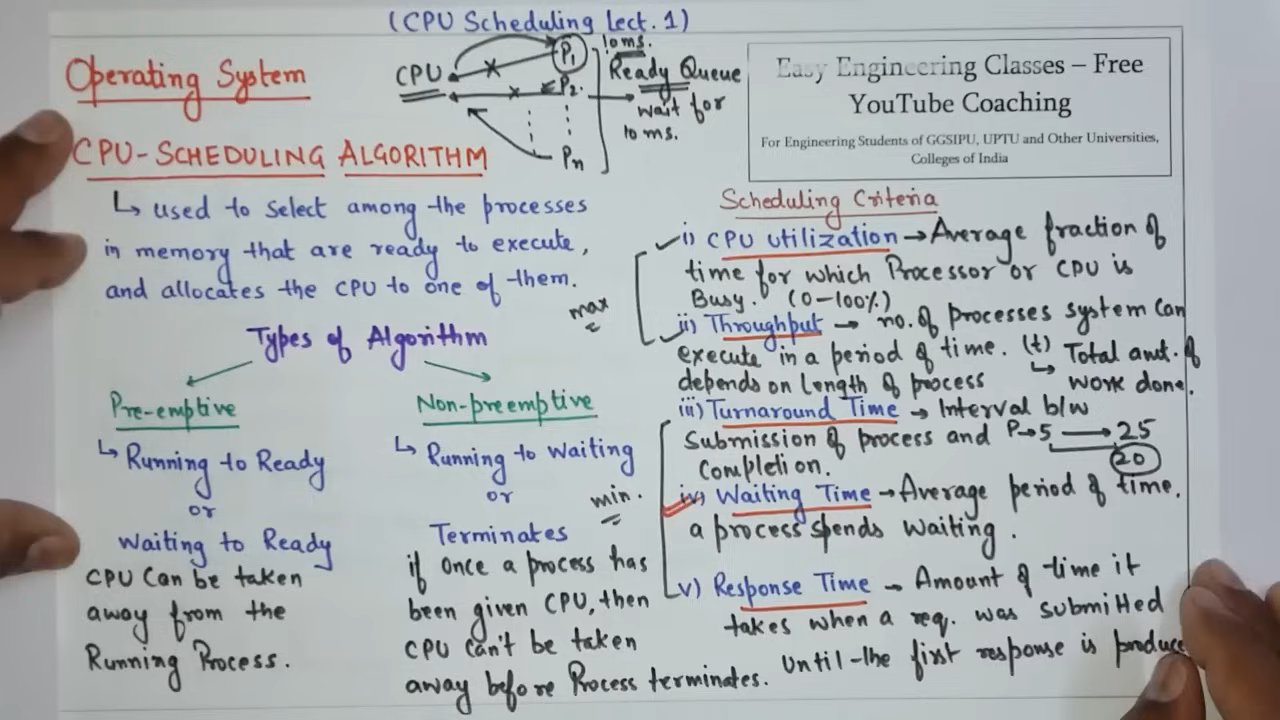 (CPU Scheduling Lect. 1)
Operating System
CPU
P1
10ms.
P2.
Pn
Ready Queue
wait for
10 ms.
Easy Engineering Classes – Free
YouTube Coaching
For Engineering Students of GGSIPU, UPTU and Other Universities,
Colleges of India
CPU-SCHEDULING ALGORITHM
↳ used to select among the processes
in memory that are ready to execute,
and allocates the CPU to one of them.
Types of Algorithm
Pre-emptive
↳ Running to Ready
or
Waiting to Ready
CPU Can be taken
away from the
Running Process.
Non-preemptive
↳ Running to Waiting
or
Terminates
if once a process has
been given CPU, then
CPU can't be taken
away before Process terminates.
Scheduling Criteria
max
i) CPU utilization → Average fraction of
time for which Processor or CPU is
Busy. (0-100%)
ii) Throughput → no. of processes system can
execute in a period of time. (t)
↳ Total amt. of
work done.
depends on length of process
min.
iii) Turnaround Time → Interval b/w
Submission of process and P→5 → 25
Completion. 20
iv) Waiting Time → Average period of time.
a process spends waiting.
v) Response Time – Amount of time it
takes when a req. was submitted
until the first response is produce